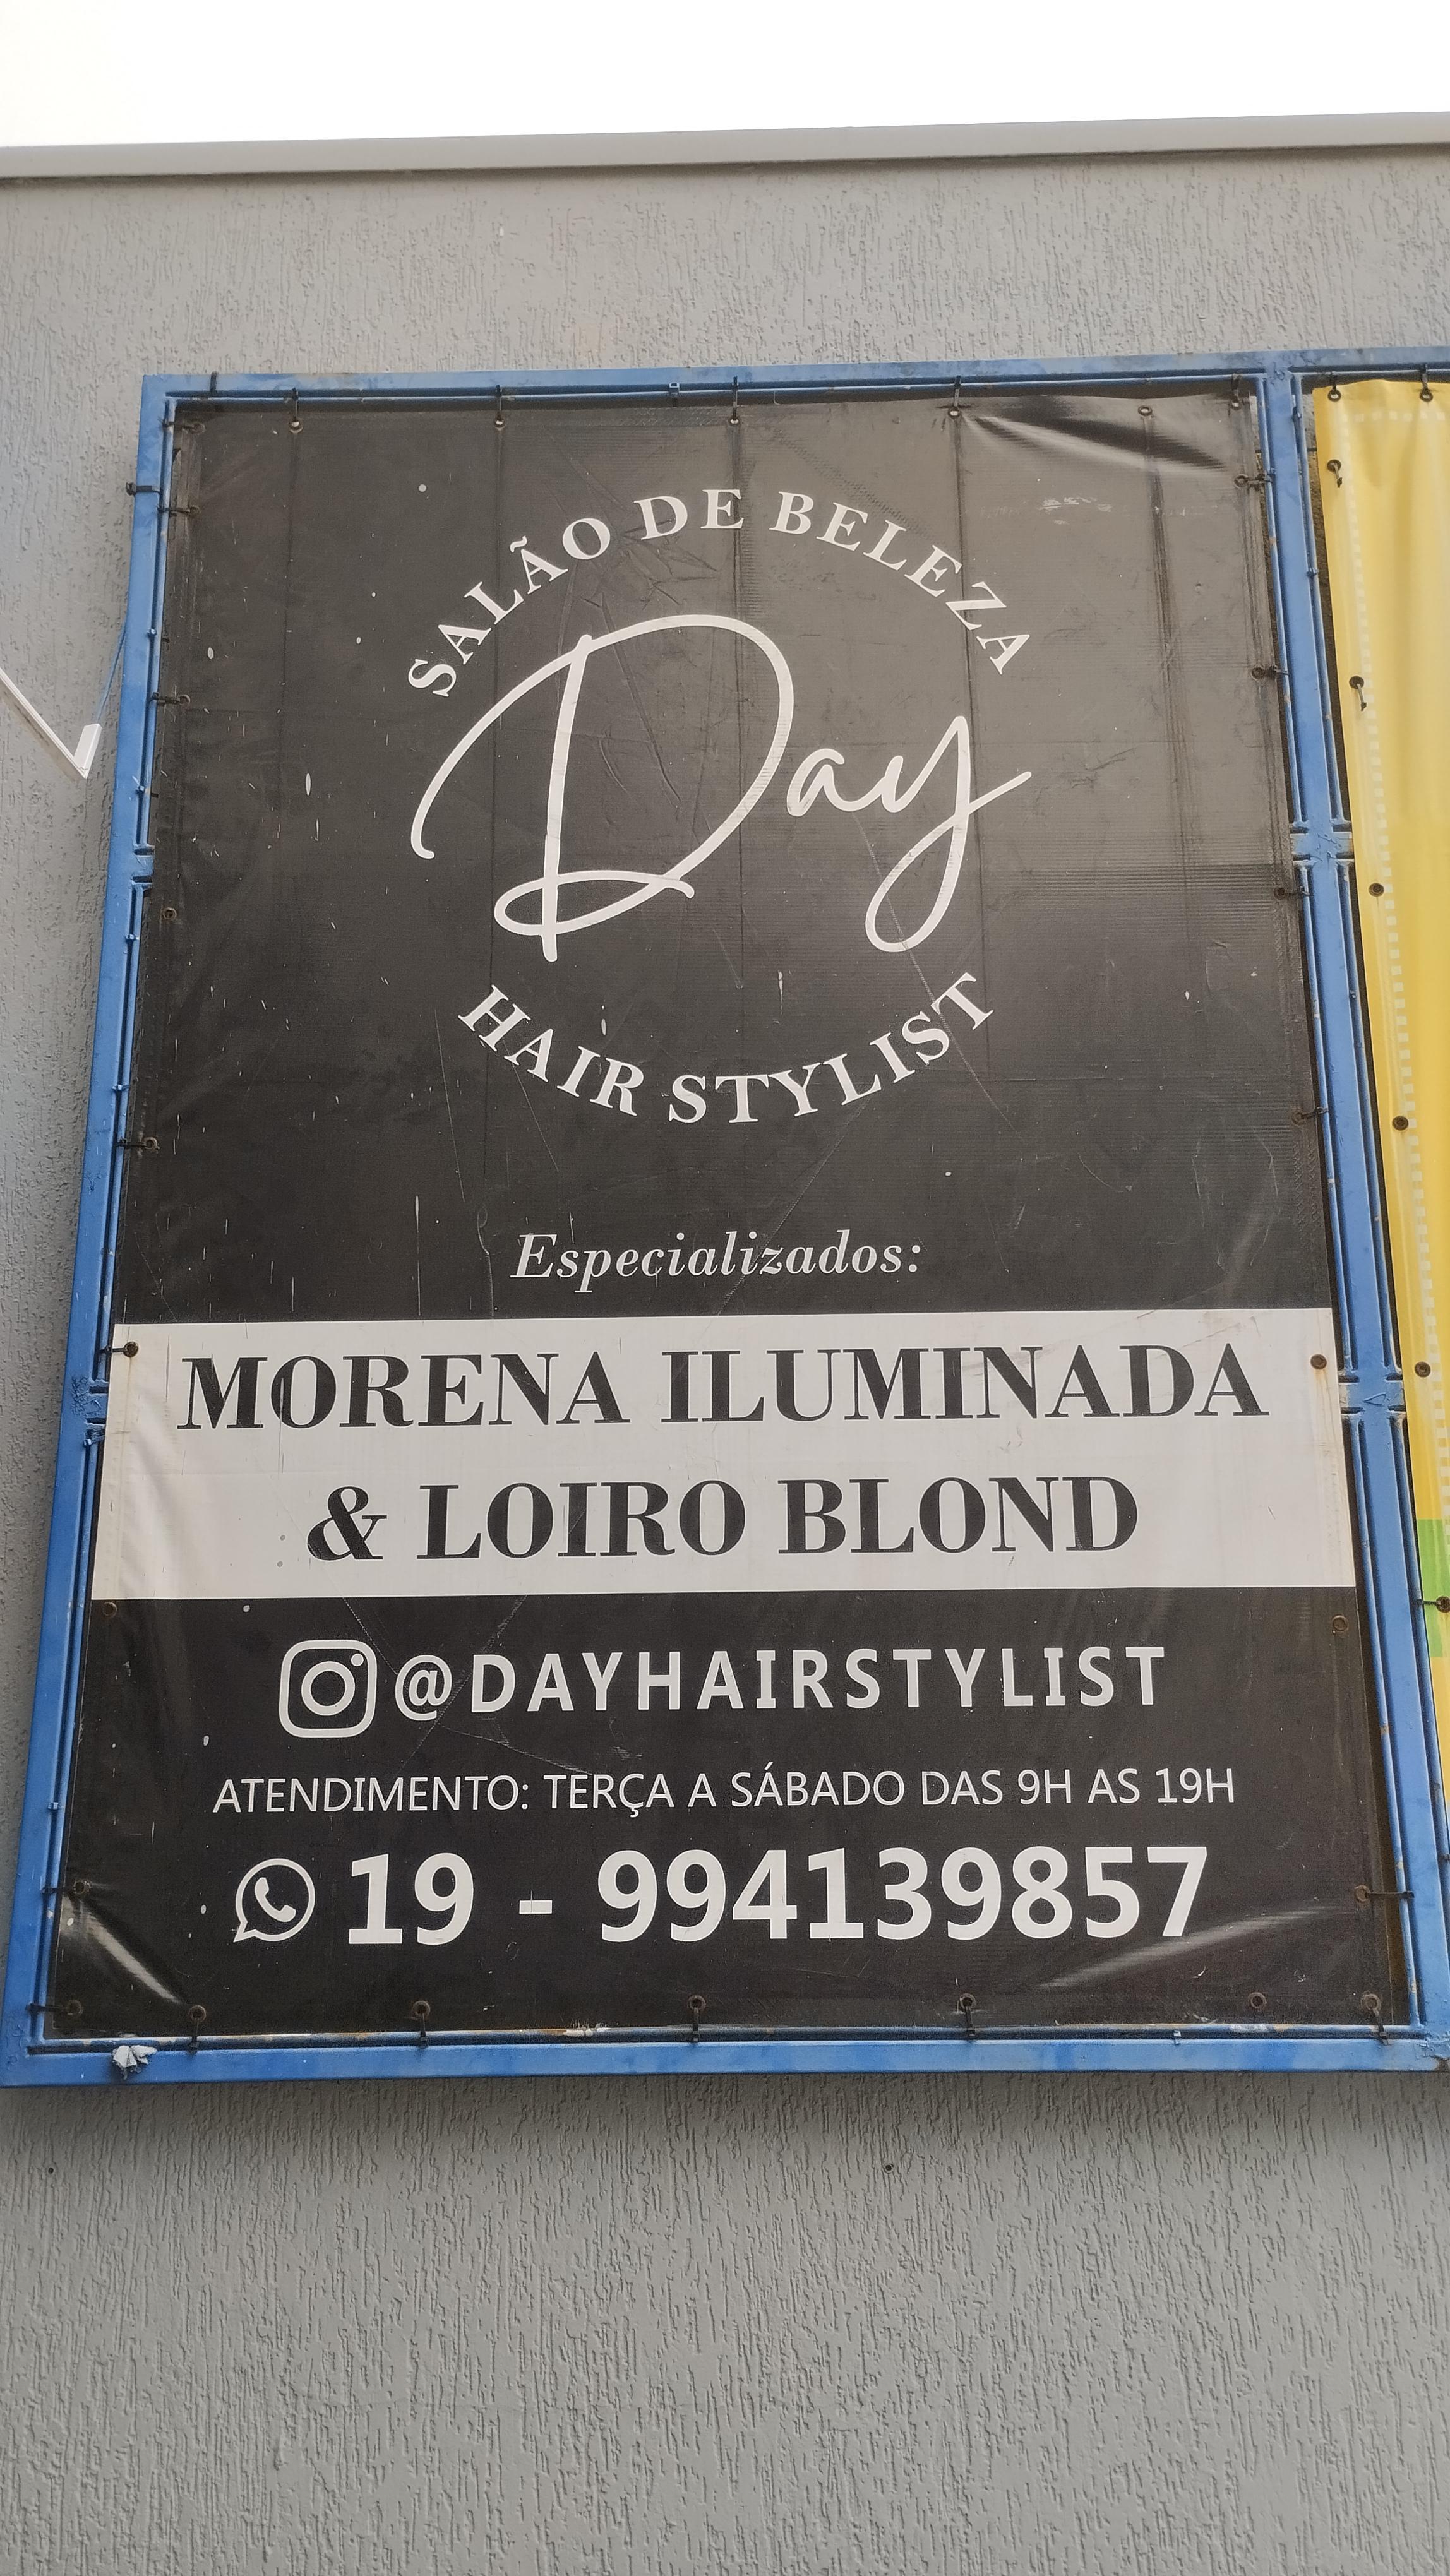 SALÃO DE BELEZA
Day
HAIR STYLIST
Especializados:
MORENA ILUMINADA
& LOIRO BLOND
@DAYHAIRSTYLIST
ATENDIMENTO: TERÇA A SÁBADO DAS 9H AS 19H
19 - 994139857